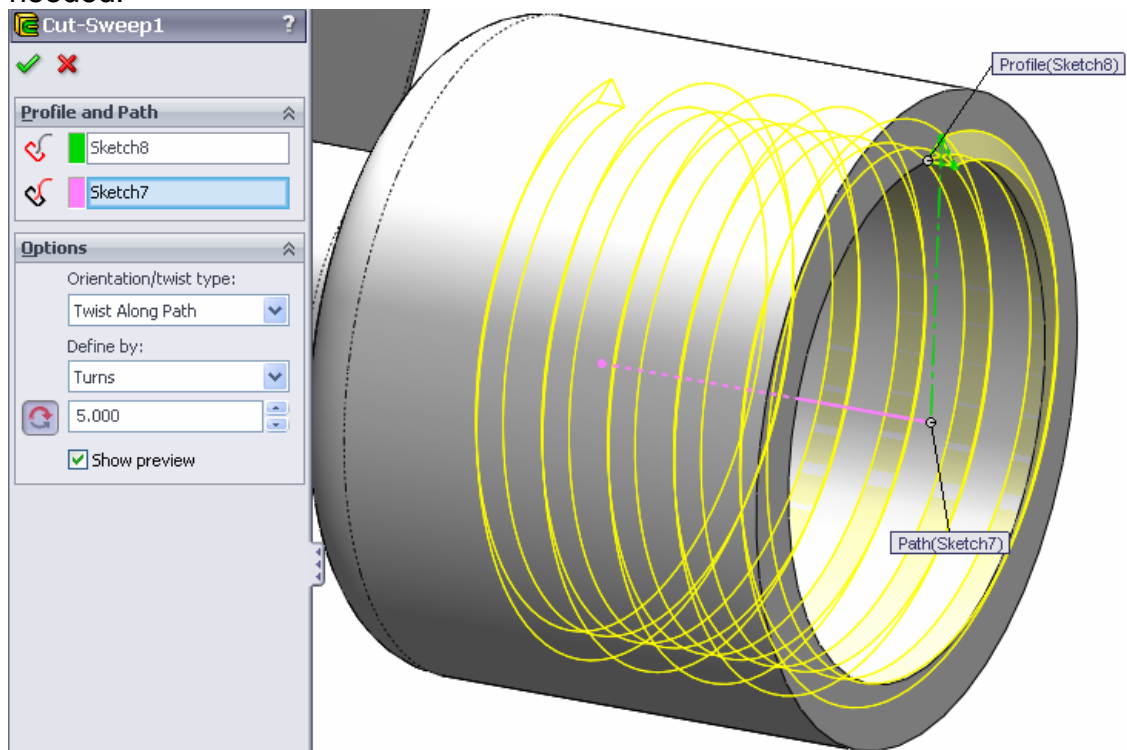 needed.
Cut-Sweep1 ?
Profile and Path
Sketch8
Sketch7
Options
Orientation/twist type:
Twist Along Path
Define by:
Turns
5.000
Show preview
Profile(Sketch8)
Path(Sketch7)